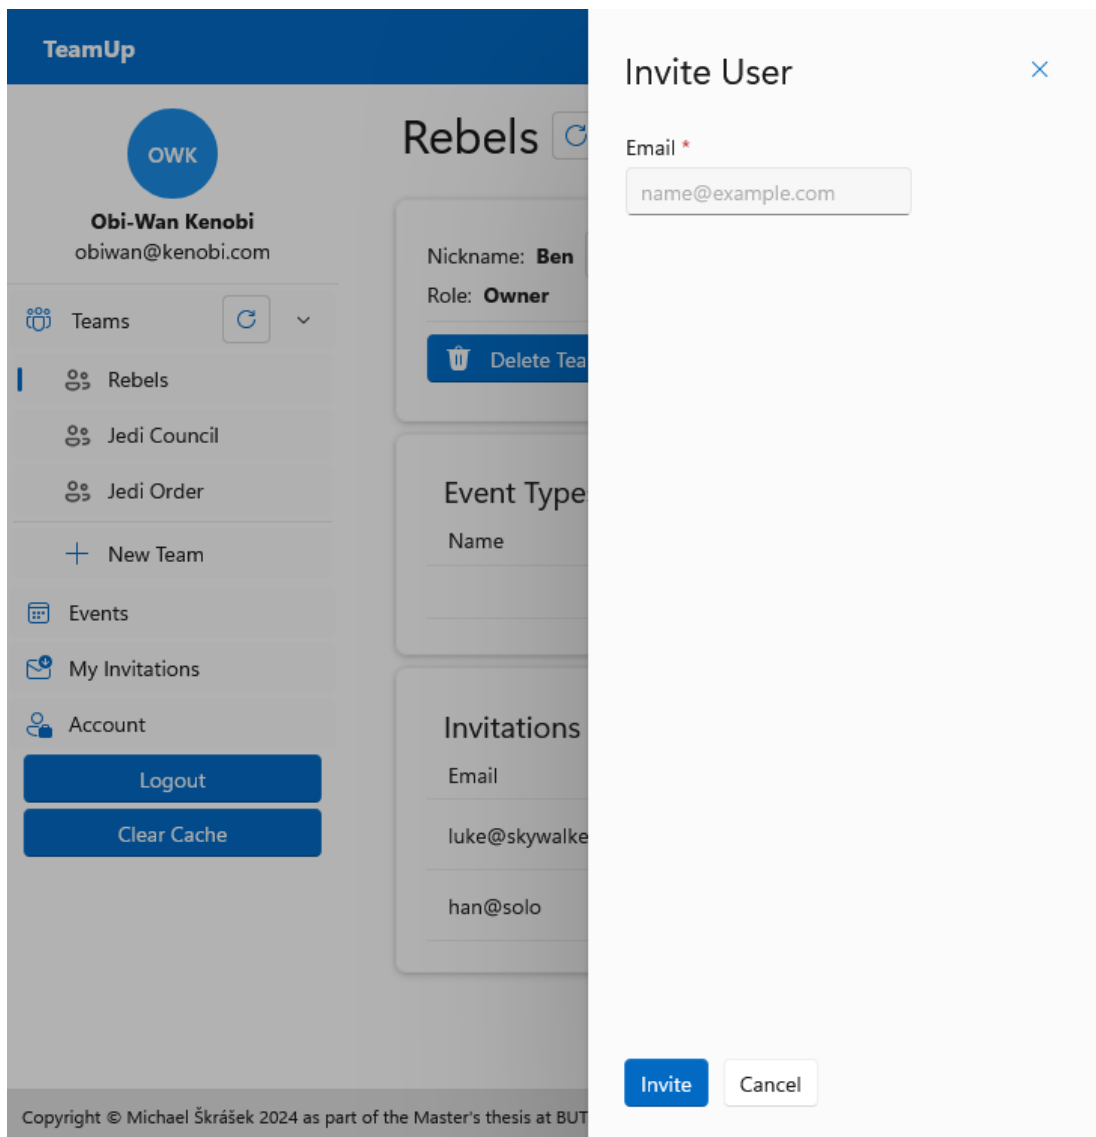 TeamUp
OWK
Obi-Wan Kenobi
obiwan@kenobi.com
Teams
Rebels
Jedi Council
Jedi Order
New Team
Events
My Invitations
Account
Logout
Clear Cache
Rebels
Nickname: Ben
Role: Owner
Delete Tea
Event Type
Name
Invitations
Email
luke@skywalke
han@solo
Copyright © Michael Škrášek 2024 as part of the Master's thesis at BUT
Invite User
Email *
name@example.com
Invite Cancel